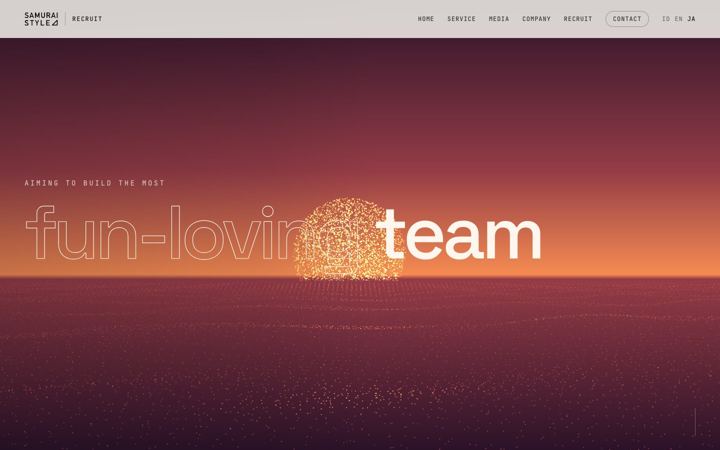 SAMURAI
STYLE
RECRUIT
HOME SERVICE MEDIA COMPANY RECRUIT CONTACT ID EN JA
AIMING TO BUILD THE MOST
fun-loving team